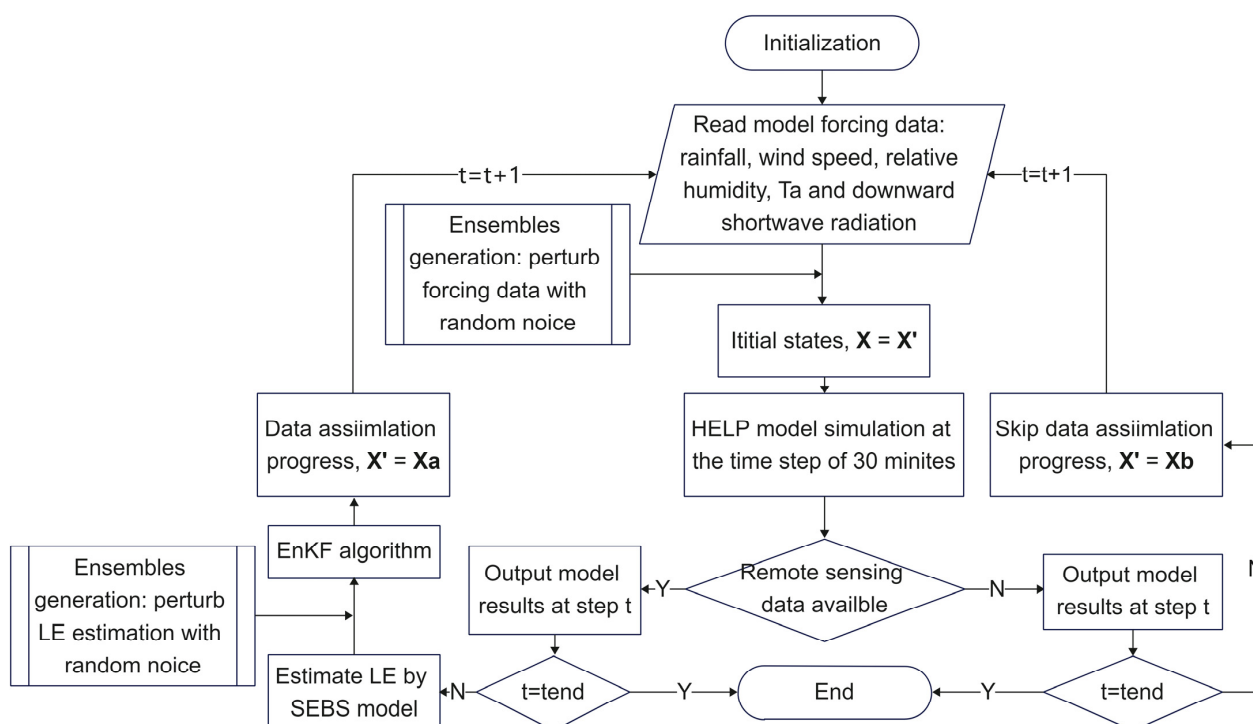 Initialization
Read model forcing data:
rainfall, wind speed, relative
humidity, Ta and downward
shortwave radiation
t=t+1
t=t+1
Ensembles
generation: perturb
forcing data with
random noice
Ititial states, X = X'
Data assiimlation
progress, X' = Xa
HELP model simulation at
the time step of 30 minites
Skip data assiimlation
progress, X' = Xb
EnKF algorithm
Ensembles
generation: perturb
LE estimation with
random noice
Output model
results at step t
Y
Remote sensing
data availble
N
Output model
results at step t
N
Estimate LE by
SEBS model
N
t=tend
Y
End
Y
t=tend